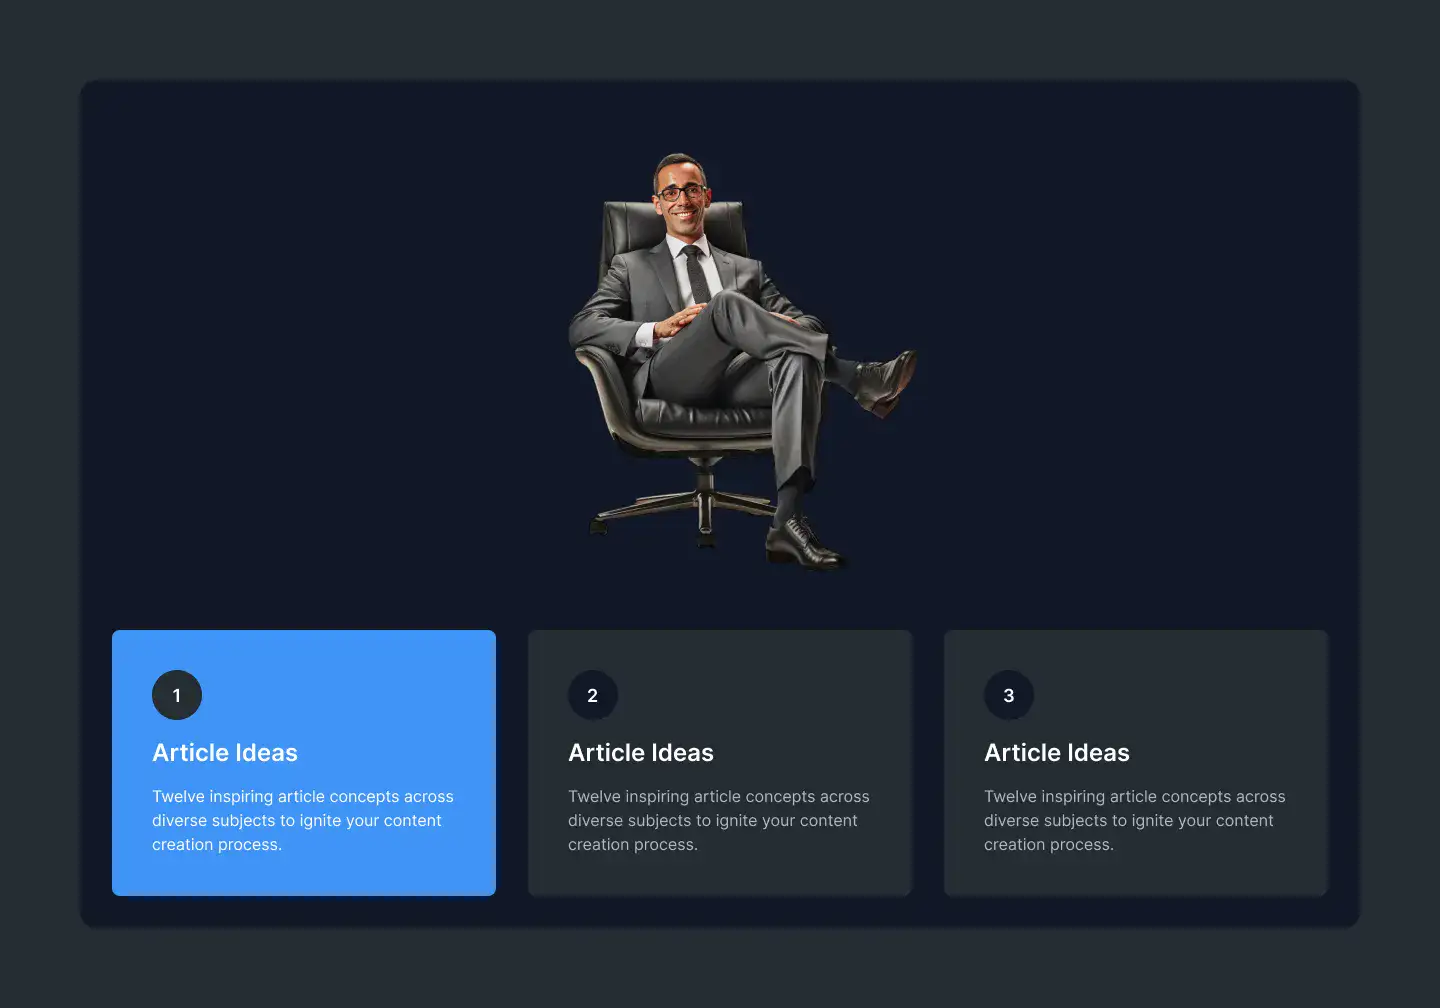 1
Article Ideas
Twelve inspiring article concepts across
diverse subjects to ignite your content
creation process.
2
Article Ideas
Twelve inspiring article concepts across
diverse subjects to ignite your content
creation process.
3
Article Ideas
Twelve inspiring article concepts across
diverse subjects to ignite your content
creation process.